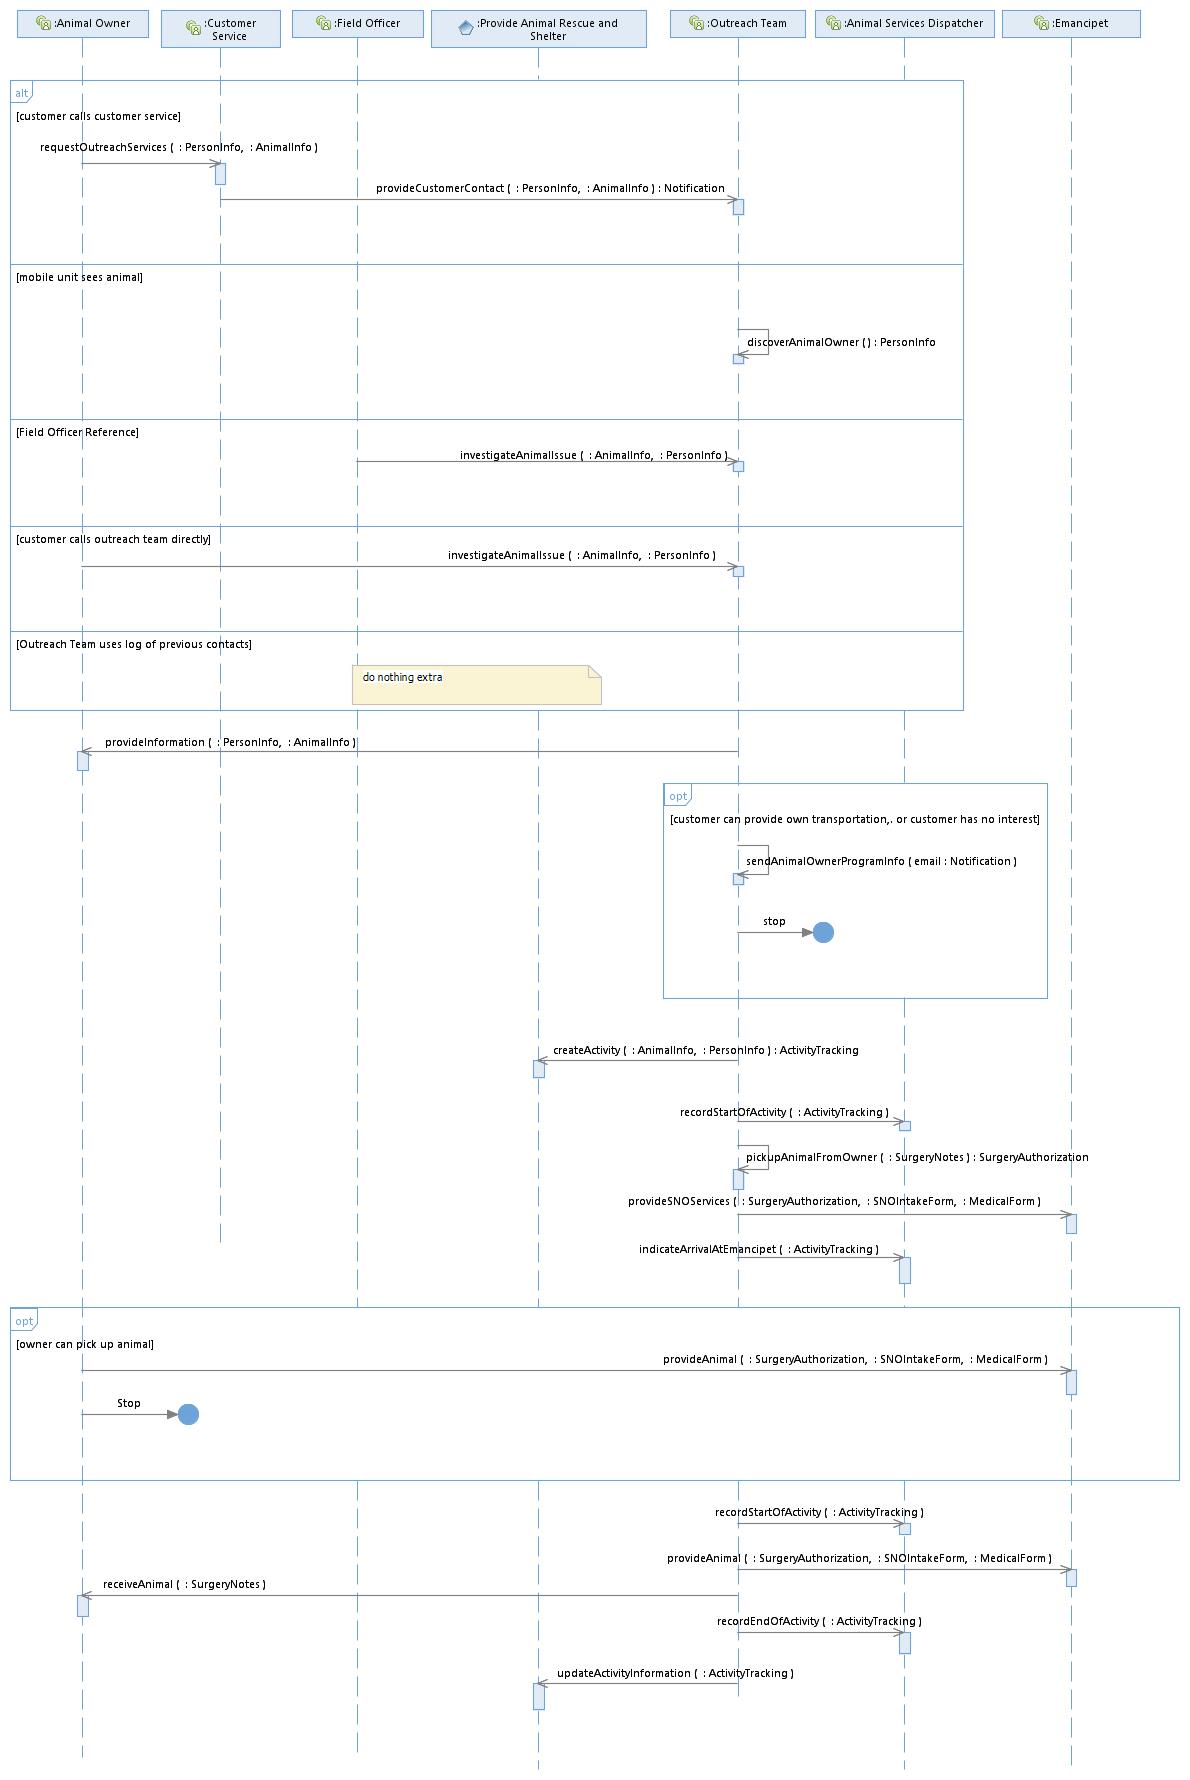 :Animal Owner
:Customer
Service
:Field Officer
:Provide Animal Rescue and
Shelter
:Outreach Team
:Animal Services Dispatcher
:Emancipet
alt
[customer calls customer service]
requestOutreachServices ( : PersonInfo, : AnimalInfo )
provideCustomerContact ( : PersonInfo, : AnimalInfo ) : Notification
[mobile unit sees animal]
discoverAnimalOwner ( ) : PersonInfo
[Field Officer Reference]
investigateAnimalIssue ( : AnimalInfo, : PersonInfo )
[customer calls outreach team directly]
investigateAnimalIssue ( : AnimalInfo, : PersonInfo )
[Outreach Team uses log of previous contacts]
do nothing extra
provideInformation ( : PersonInfo, : AnimalInfo )
opt
[customer can provide own transportation,. or customer has no interest]
sendAnimalOwnerProgramInfo ( email : Notification )
stop
createActivity ( : AnimalInfo, : PersonInfo ) : ActivityTracking
recordStartOfActivity ( : ActivityTracking )
pickupAnimalFromOwner ( : SurgeryNotes ) : SurgeryAuthorization
provideSNOServices ( : SurgeryAuthorization, : SNOIntakeForm, : MedicalForm )
indicateArrivalAtEmancipet ( : ActivityTracking )
opt
[owner can pick up animal]
provideAnimal ( : SurgeryAuthorization, : SNOIntakeForm, : MedicalForm )
Stop
recordStartOfActivity ( : ActivityTracking )
provideAnimal ( : SurgeryAuthorization, : SNOIntakeForm, : MedicalForm )
receiveAnimal ( : SurgeryNotes )
recordEndOfActivity ( : ActivityTracking )
updateActivityInformation ( : ActivityTracking )